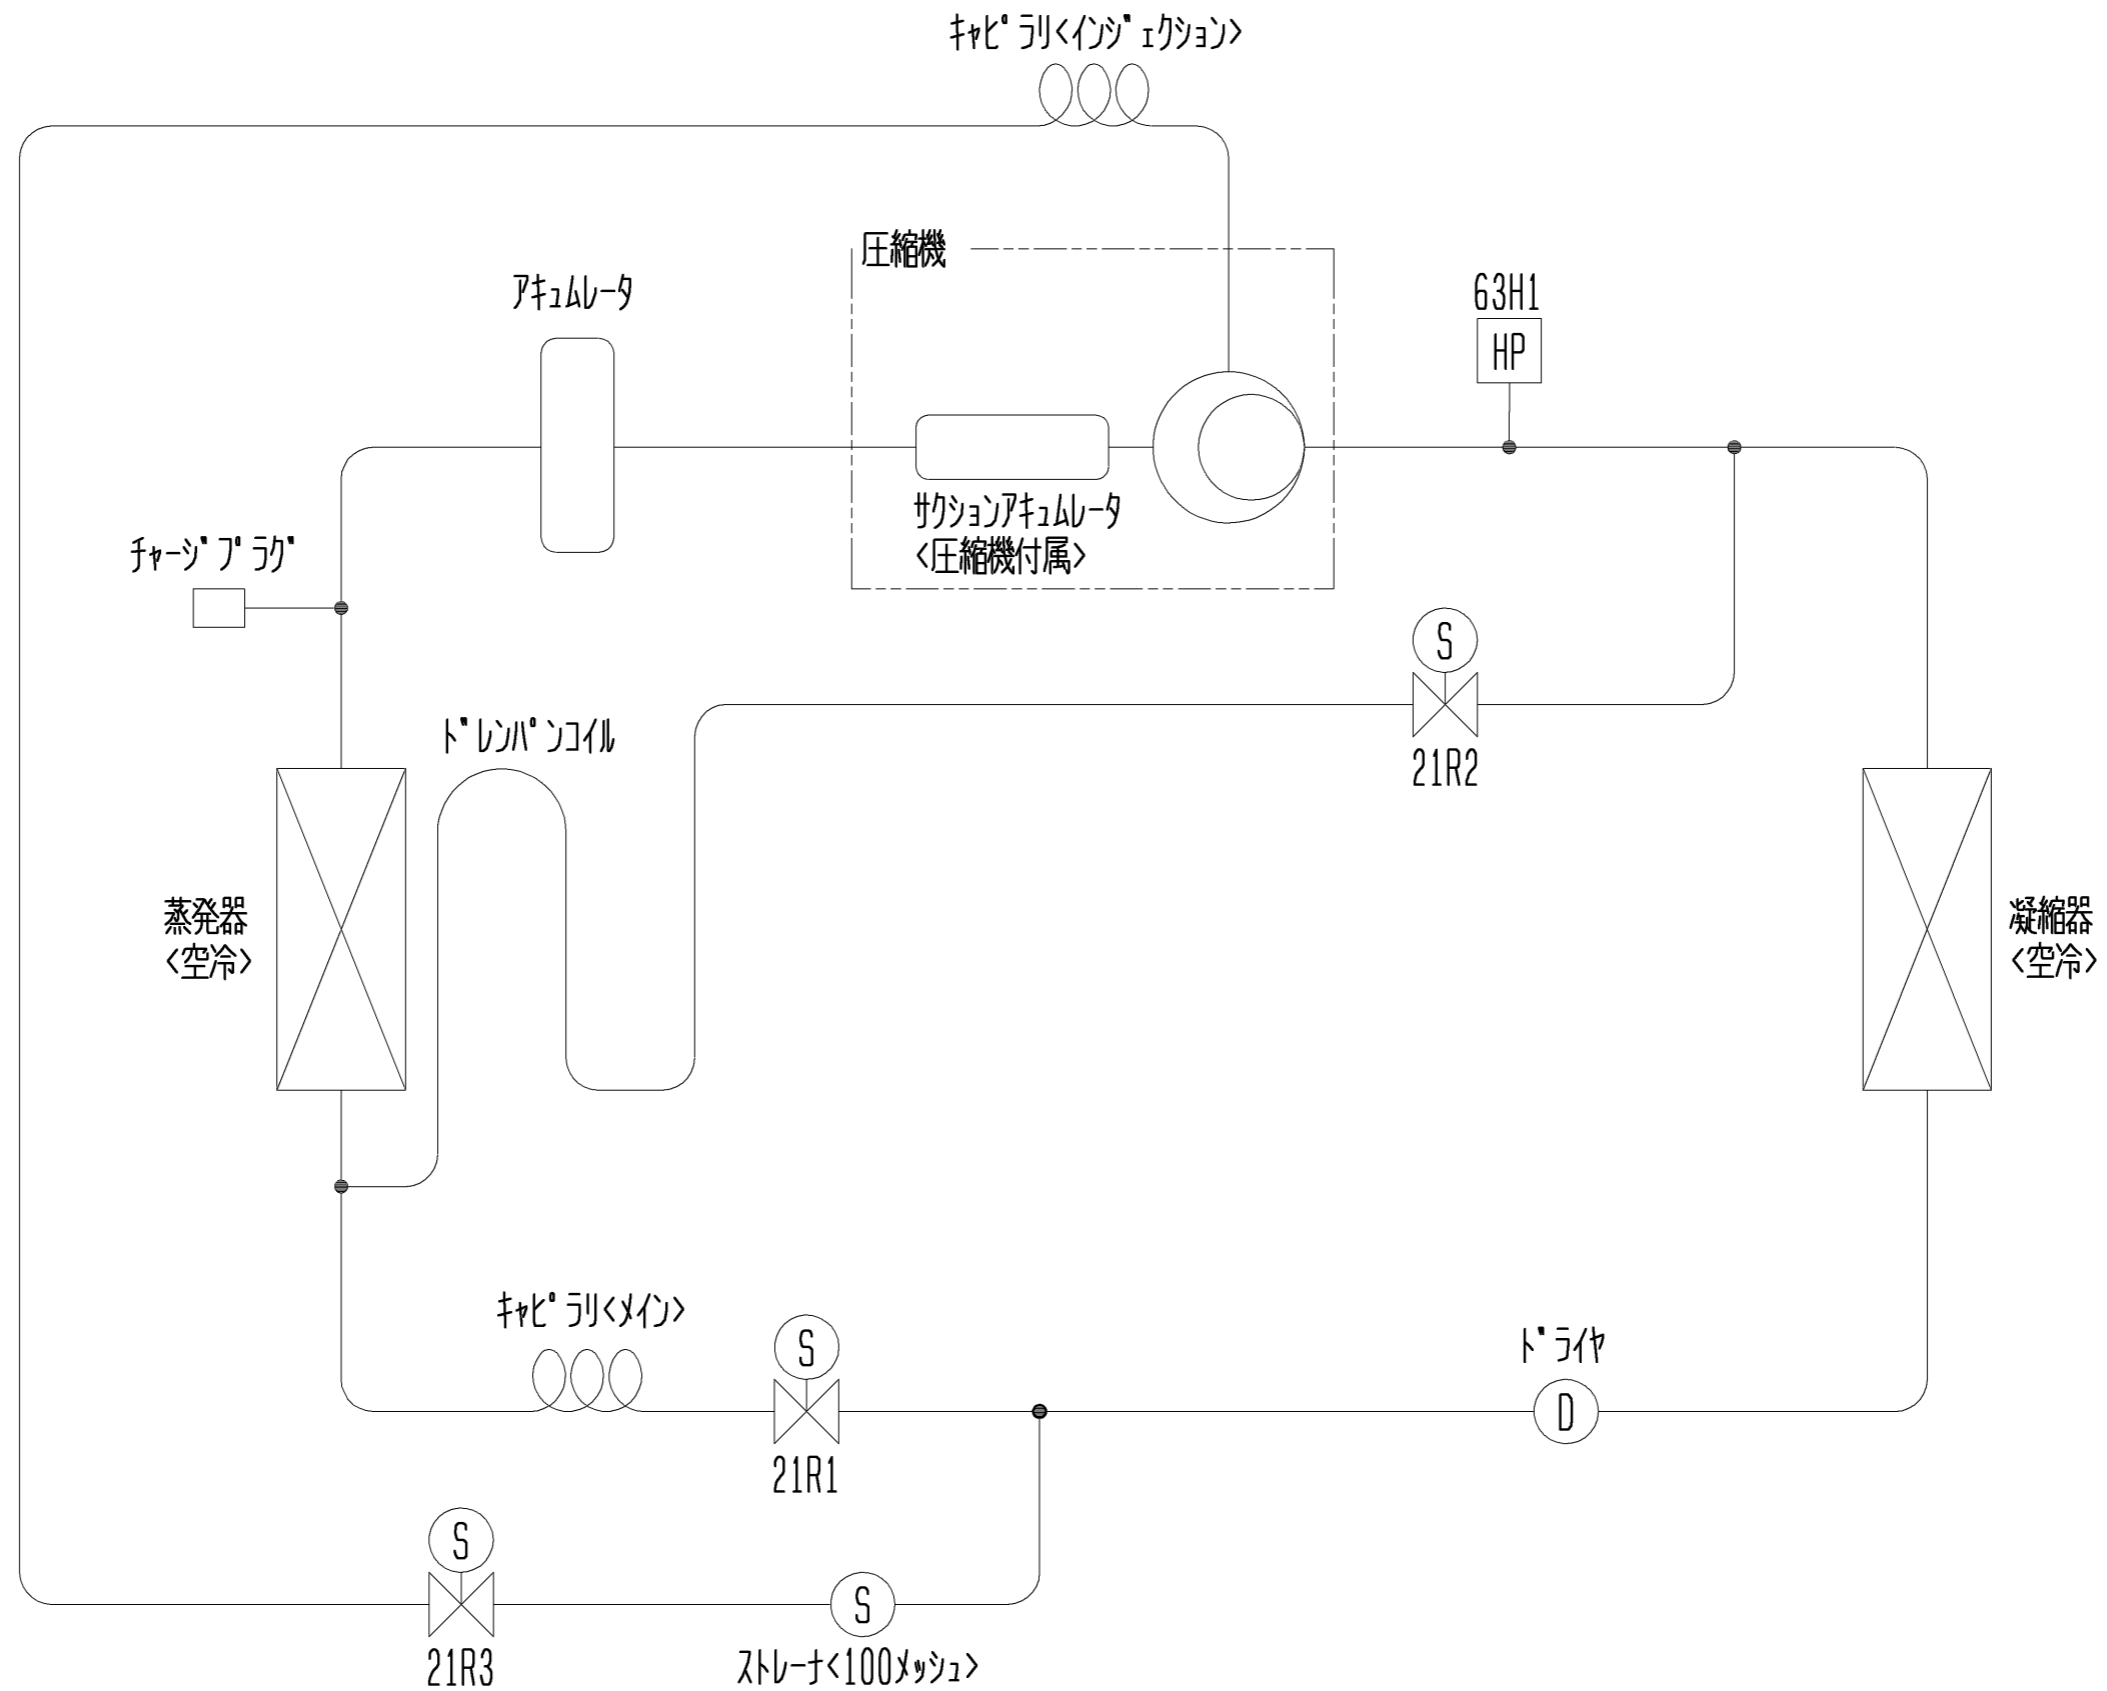 ｷｬﾋﾟﾗﾘ<ｲﾝｼﾞｪｸｼｮﾝ>
圧縮機
ｱｷｭﾑﾚｰﾀ
63H1
HP
ｻｸｼｮﾝｱｷｭﾑﾚｰﾀ
<圧縮機付属>
ﾁｬｰｼﾞﾌﾟﾗｸﾞ
S
21R2
ﾄﾞﾚﾝﾊﾟﾝｺｲﾙ
蒸発器
<空冷>
凝縮器
<空冷>
ｷｬﾋﾟﾗﾘ<ﾒｲﾝ>
S
21R1
ﾄﾞﾗｲﾔ
D
S
21R3
S
ｽﾄﾚｰﾅ<100ﾒｯｼｭ>